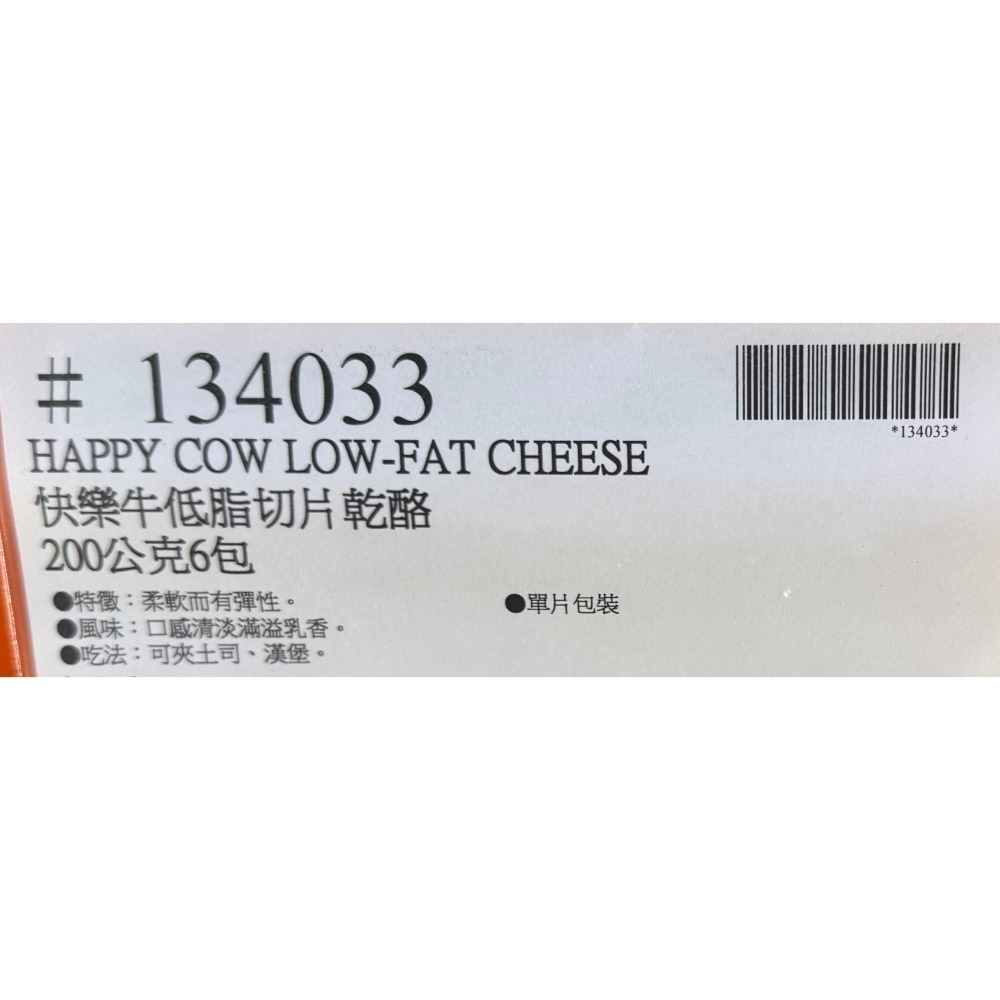 # 134033
*134033*
HAPPY COW LOW-FAT CHEESE
快樂牛低脂切片乾酪
200公克6包
●特徵：柔軟而有彈性。
●單片包裝
●風味：口感清淡滿溢乳香。
●吃法：可夾土司、漢堡。